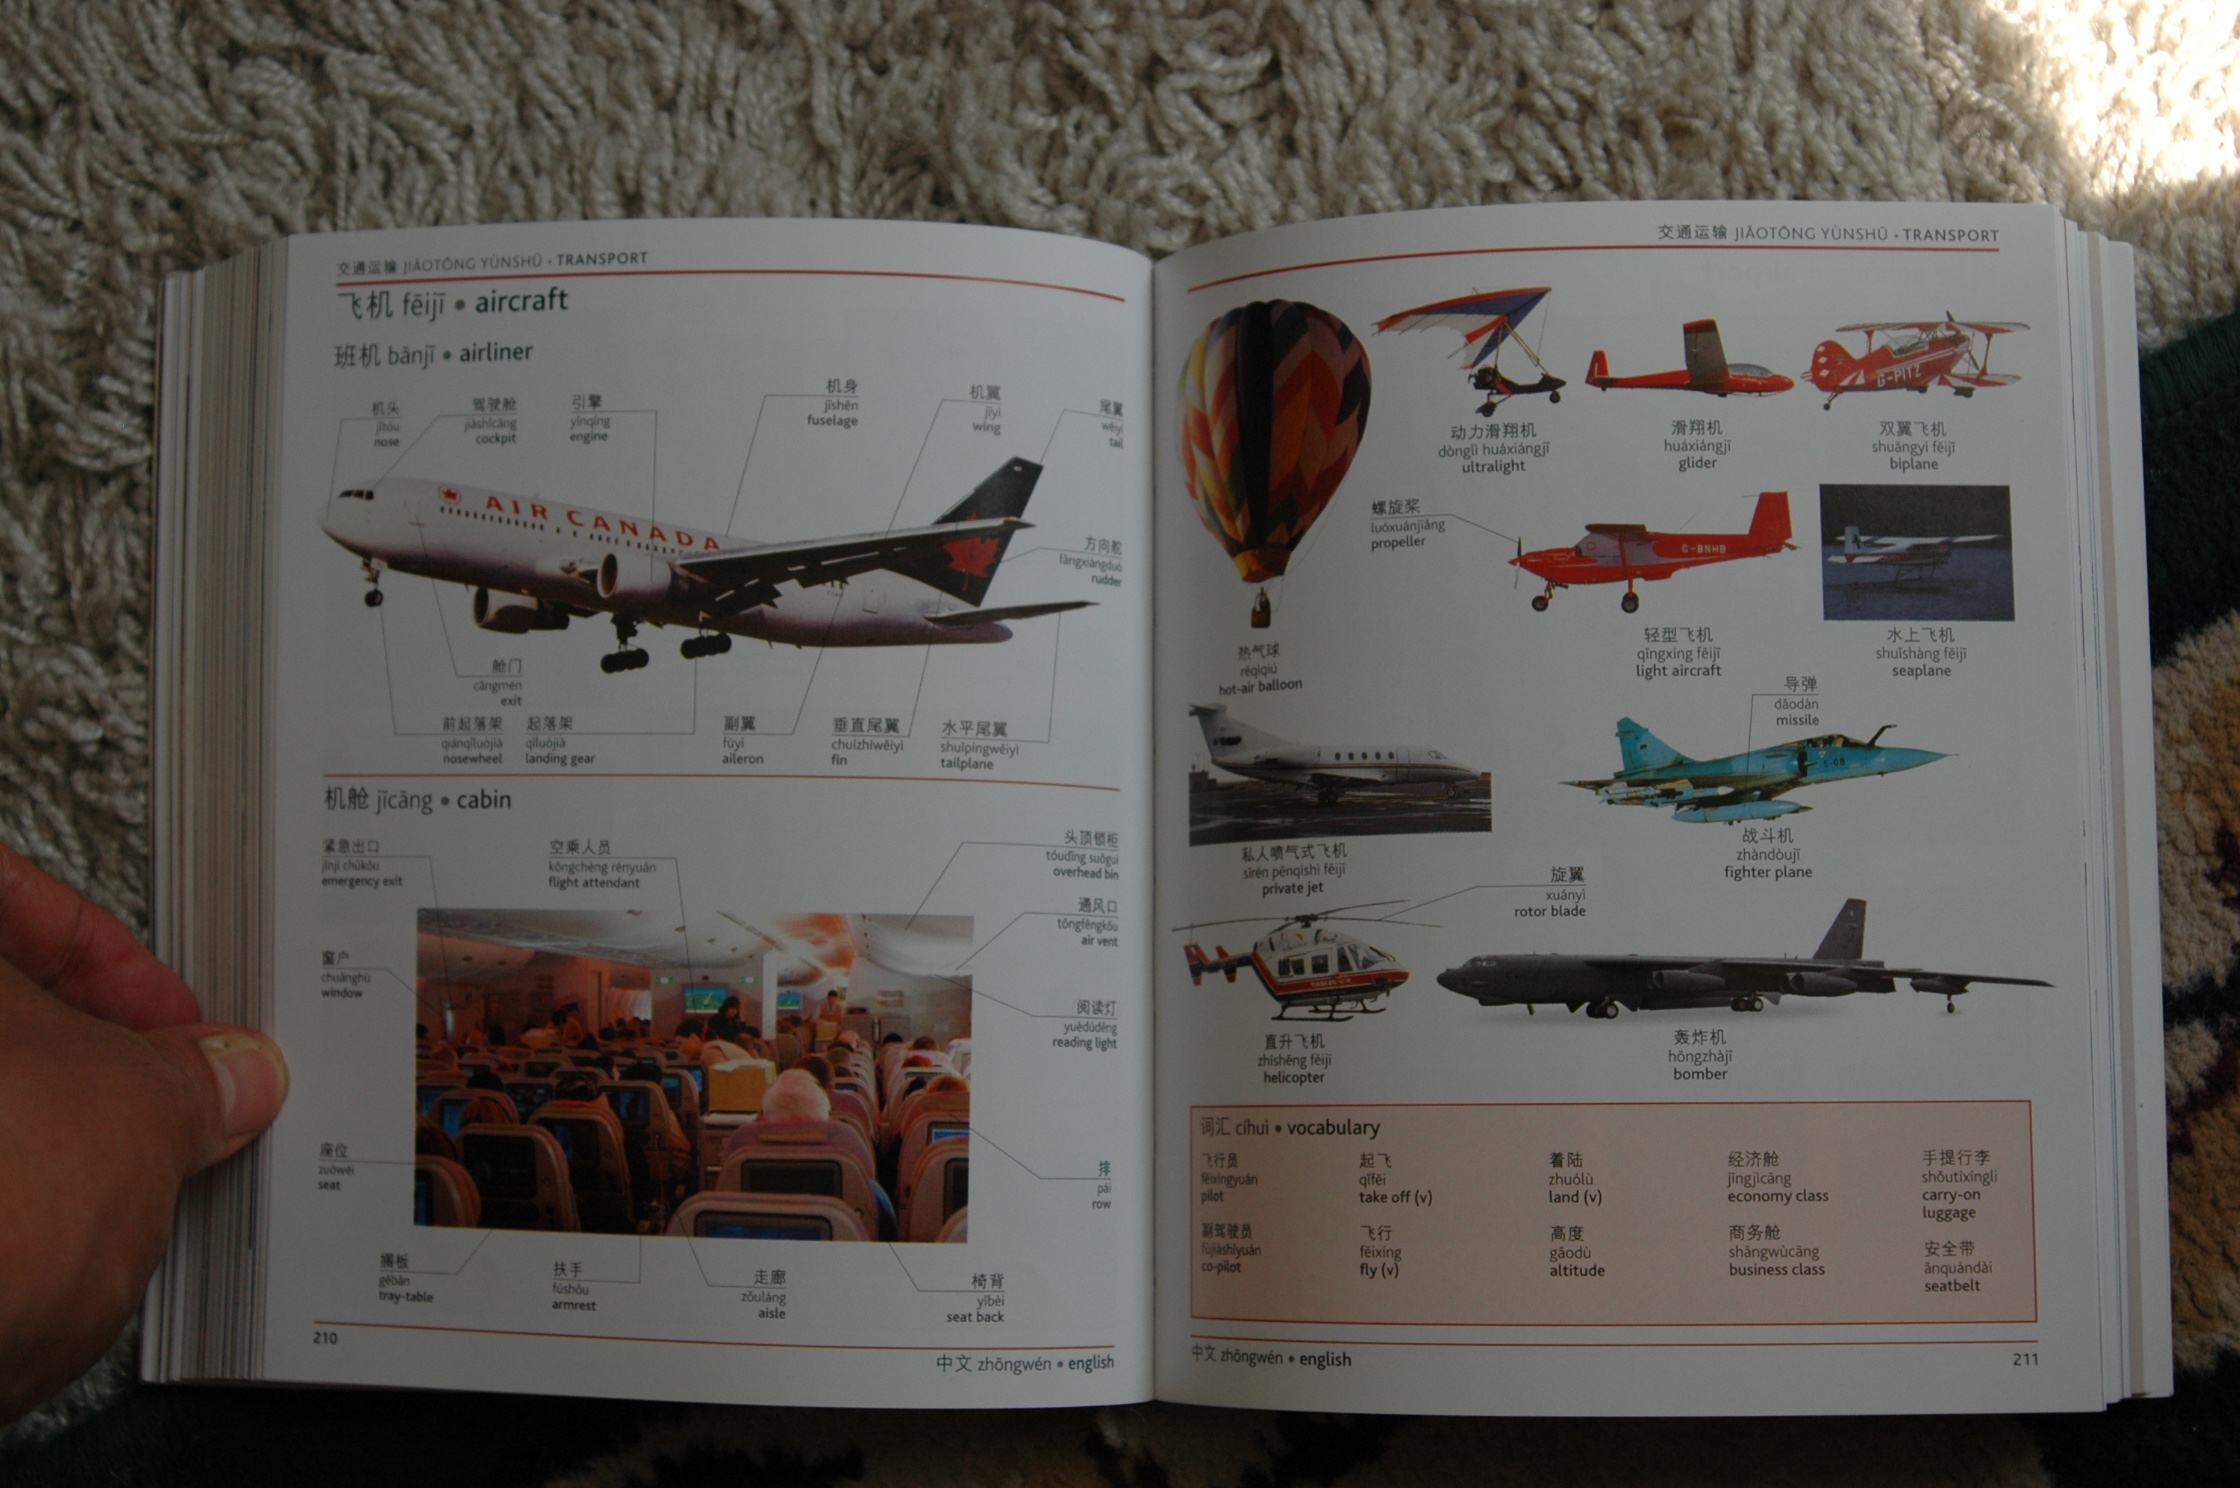 交通运输 JIĀOTŌNG YÙNSHŪ • TRANSPORT
飞机 fēijī • aircraft
班机 bānjī • airliner
机头
jītóu
nose
驾驶舱
jiàshǐcāng
cockpit
引擎
yǐnqíng
engine
机身
jīshēn
fuselage
机翼
jīyì
wing
尾翼
wěiyì
tail
方向舵
fāngxiàngduò
rudder
AIR CANADA
前起落架
qiánqǐluòjià
nosewheel
舱门
cāngmén
exit
起落架
qǐluòjià
landing gear
副翼
fùyì
aileron
垂直尾翼
chuízhíwěiyì
fin
水平尾翼
shuǐpíngwěiyì
tailplane
机舱 jīcāng • cabin
紧急出口
jǐnjí chūkǒu
emergency exit
空乘人员
kōngchéng rényuán
flight attendant
头顶锁柜
tóudǐng suǒguì
overhead bin
通风口
tōngfēngkǒu
air vent
阅读灯
yuèdúdēng
reading light
窗户
chuānghù
window
排
pái
row
座位
zuòwèi
seat
搁板
gēbǎn
tray-table
扶手
fúshǒu
armrest
走廊
zǒuláng
aisle
椅背
yǐbèi
seat back
210
中文 zhōngwén • english
交通运输 JIĀOTŌNG YÙNSHŪ • TRANSPORT
热气球
rèqìqiú
hot-air balloon
动力滑翔机
dònglì huáxiángjī
ultralight
滑翔机
huáxiángjī
glider
G-PITZ
双翼飞机
shuāngyì fēijī
biplane
螺旋桨
luóxuánjiǎng
propeller
G-BNHB
轻型飞机
qīngxíng fēijī
light aircraft
水上飞机
shuǐshàng fēijī
seaplane
私人喷气式飞机
sīrén pēnqìshì fēijī
private jet
导弹
dǎodàn
missile
战斗机
zhàndòujī
fighter plane
旋翼
xuányì
rotor blade
直升飞机
zhíshēng fēijī
helicopter
轰炸机
hōngzhàjī
bomber
词汇 cíhuì • vocabulary
飞行员
fēixíngyuán
pilot
起飞
qǐfēi
take off (v)
着陆
zhuólù
land (v)
经济舱
jīngjìcāng
economy class
手提行李
shǒutíxínglǐ
carry-on
luggage
副驾驶员
fùjiàshǐyuán
co-pilot
飞行
fēixíng
fly (v)
高度
gāodù
altitude
商务舱
shāngwùcāng
business class
安全带
ānquándài
seatbelt
中文 zhōngwén • english
211